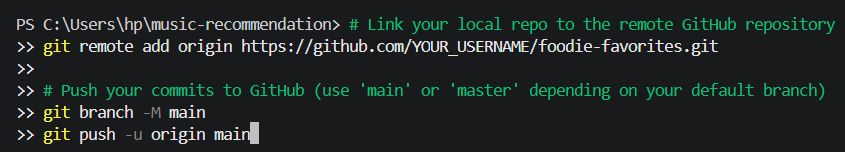 PS C:\Users\hp\music-recommendation> # Link your local repo to the remote GitHub repository
>> git remote add origin https://github.com/YOUR_USERNAME/foodie-favorites.git
>>
>> # Push your commits to GitHub (use 'main' or 'master' depending on your default branch)
>> git branch -M main
>> git push -u origin main